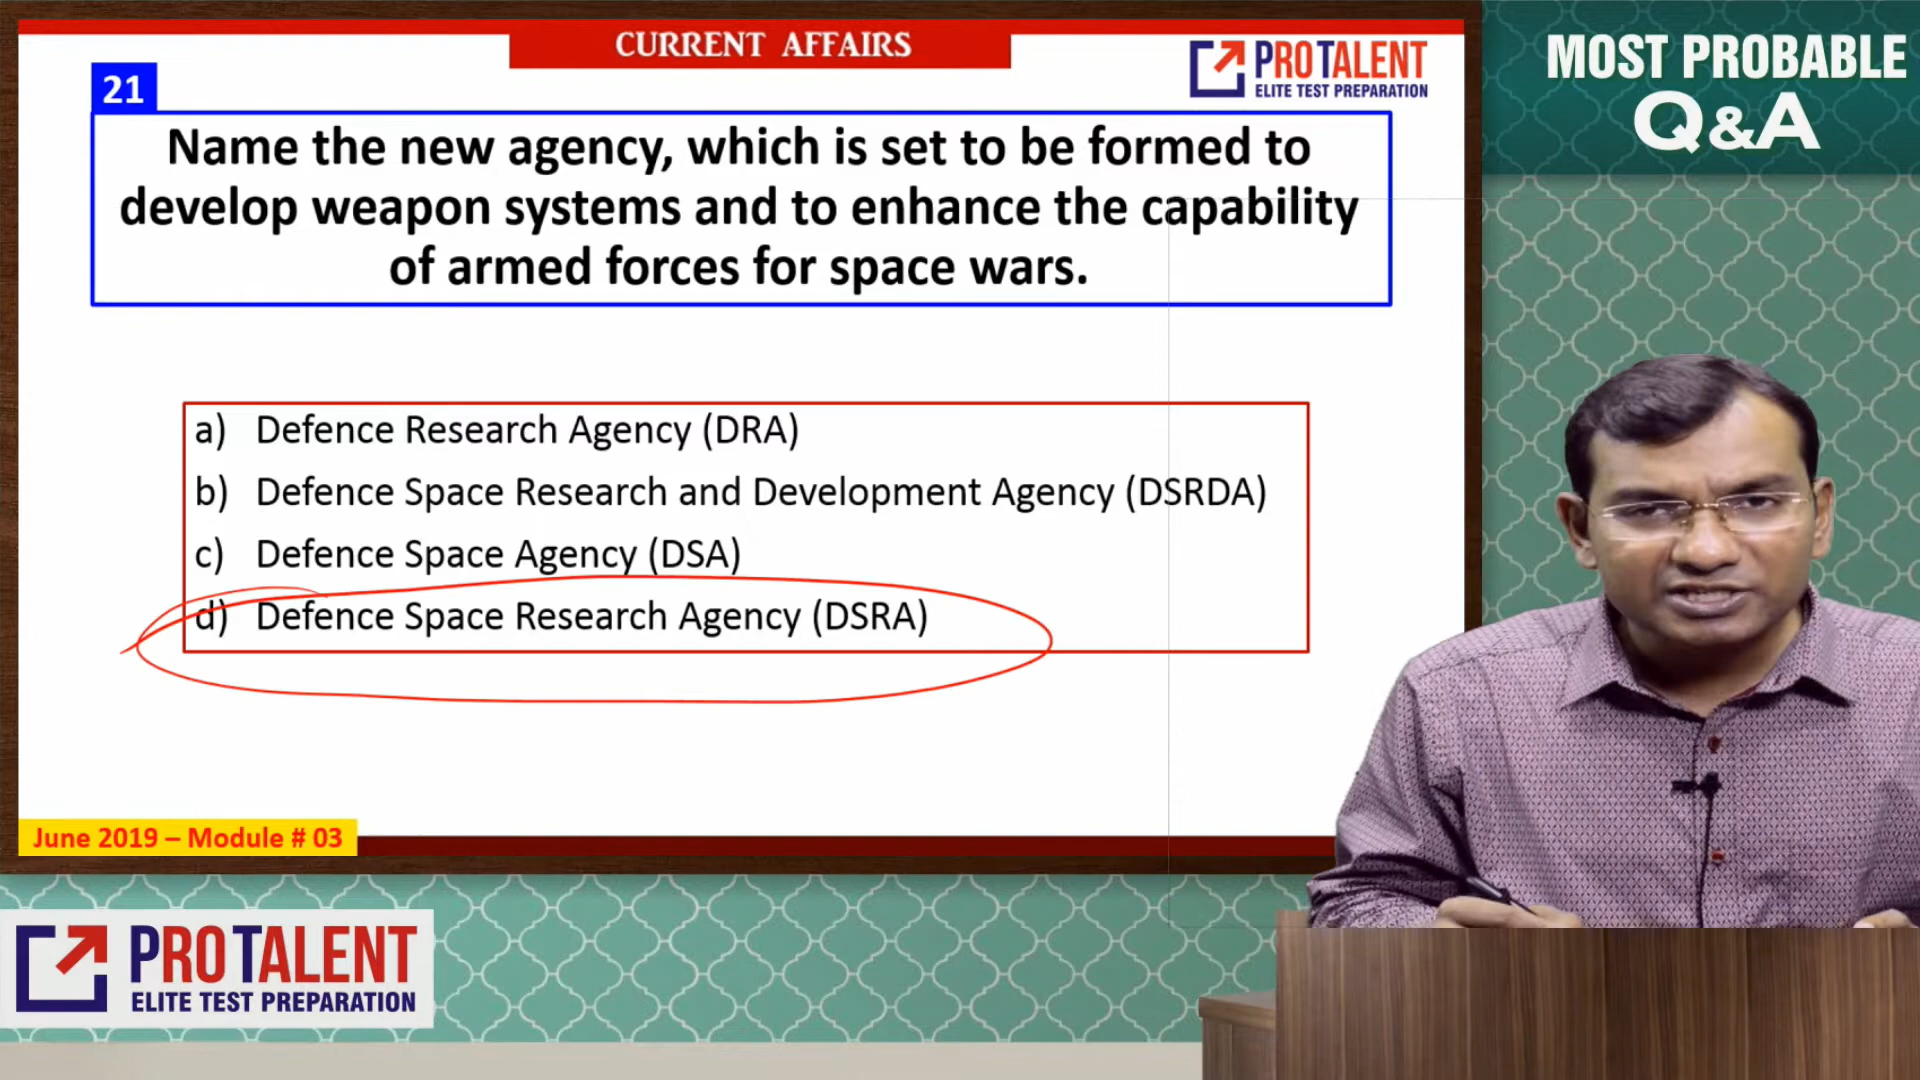 CURRENT AFFAIRS
PROTALENT
ELITE TEST PREPARATION
MOST PROBABLE
Q&A
21
Name the new agency, which is set to be formed to
develop weapon systems and to enhance the capability
of armed forces for space wars.
a) Defence Research Agency (DRA)
b) Defence Space Research and Development Agency (DSRDA)
c) Defence Space Agency (DSA)
d) Defence Space Research Agency (DSRA)
June 2019 – Module # 03
PROTALENT
ELITE TEST PREPARATION